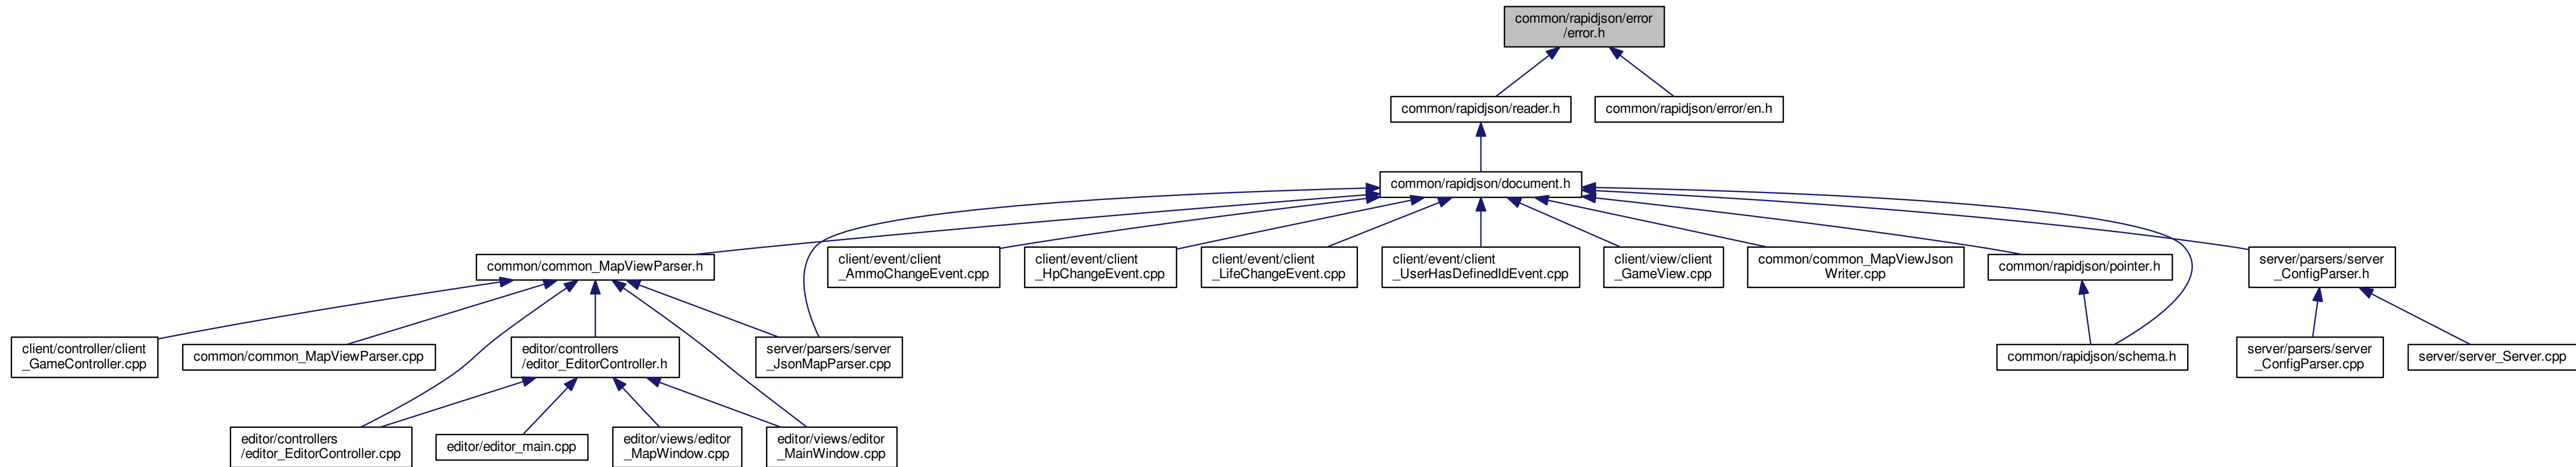 common/rapidjson/error
/error.h
common/rapidjson/reader.h
common/rapidjson/error/en.h
common/rapidjson/document.h
common/common_MapViewParser.h
client/event/client
_AmmoChangeEvent.cpp
client/event/client
_HpChangeEvent.cpp
client/event/client
_LifeChangeEvent.cpp
client/event/client
_UserHasDefinedIdEvent.cpp
client/view/client
_GameView.cpp
common/common_MapViewJson
Writer.cpp
common/rapidjson/pointer.h
server/parsers/server
_ConfigParser.h
client/controller/client
_GameController.cpp
common/common_MapViewParser.cpp
editor/controllers
/editor_EditorController.h
server/parsers/server
_JsonMapParser.cpp
common/rapidjson/schema.h
server/parsers/server
_ConfigParser.cpp
server/server_Server.cpp
editor/controllers
/editor_EditorController.cpp
editor/editor_main.cpp
editor/views/editor
_MapWindow.cpp
editor/views/editor
_MainWindow.cpp